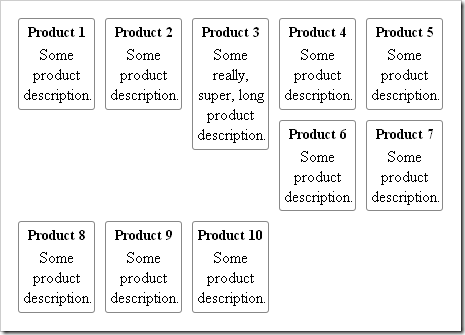 Product 1
Some
product
description.
Product 2
Some
product
description.
Product 3
Some
really,
super, long
product
description.
Product 4
Some
product
description.
Product 5
Some
product
description.
Product 6
Some
product
description.
Product 7
Some
product
description.
Product 8
Some
product
description.
Product 9
Some
product
description.
Product 10
Some
product
description.